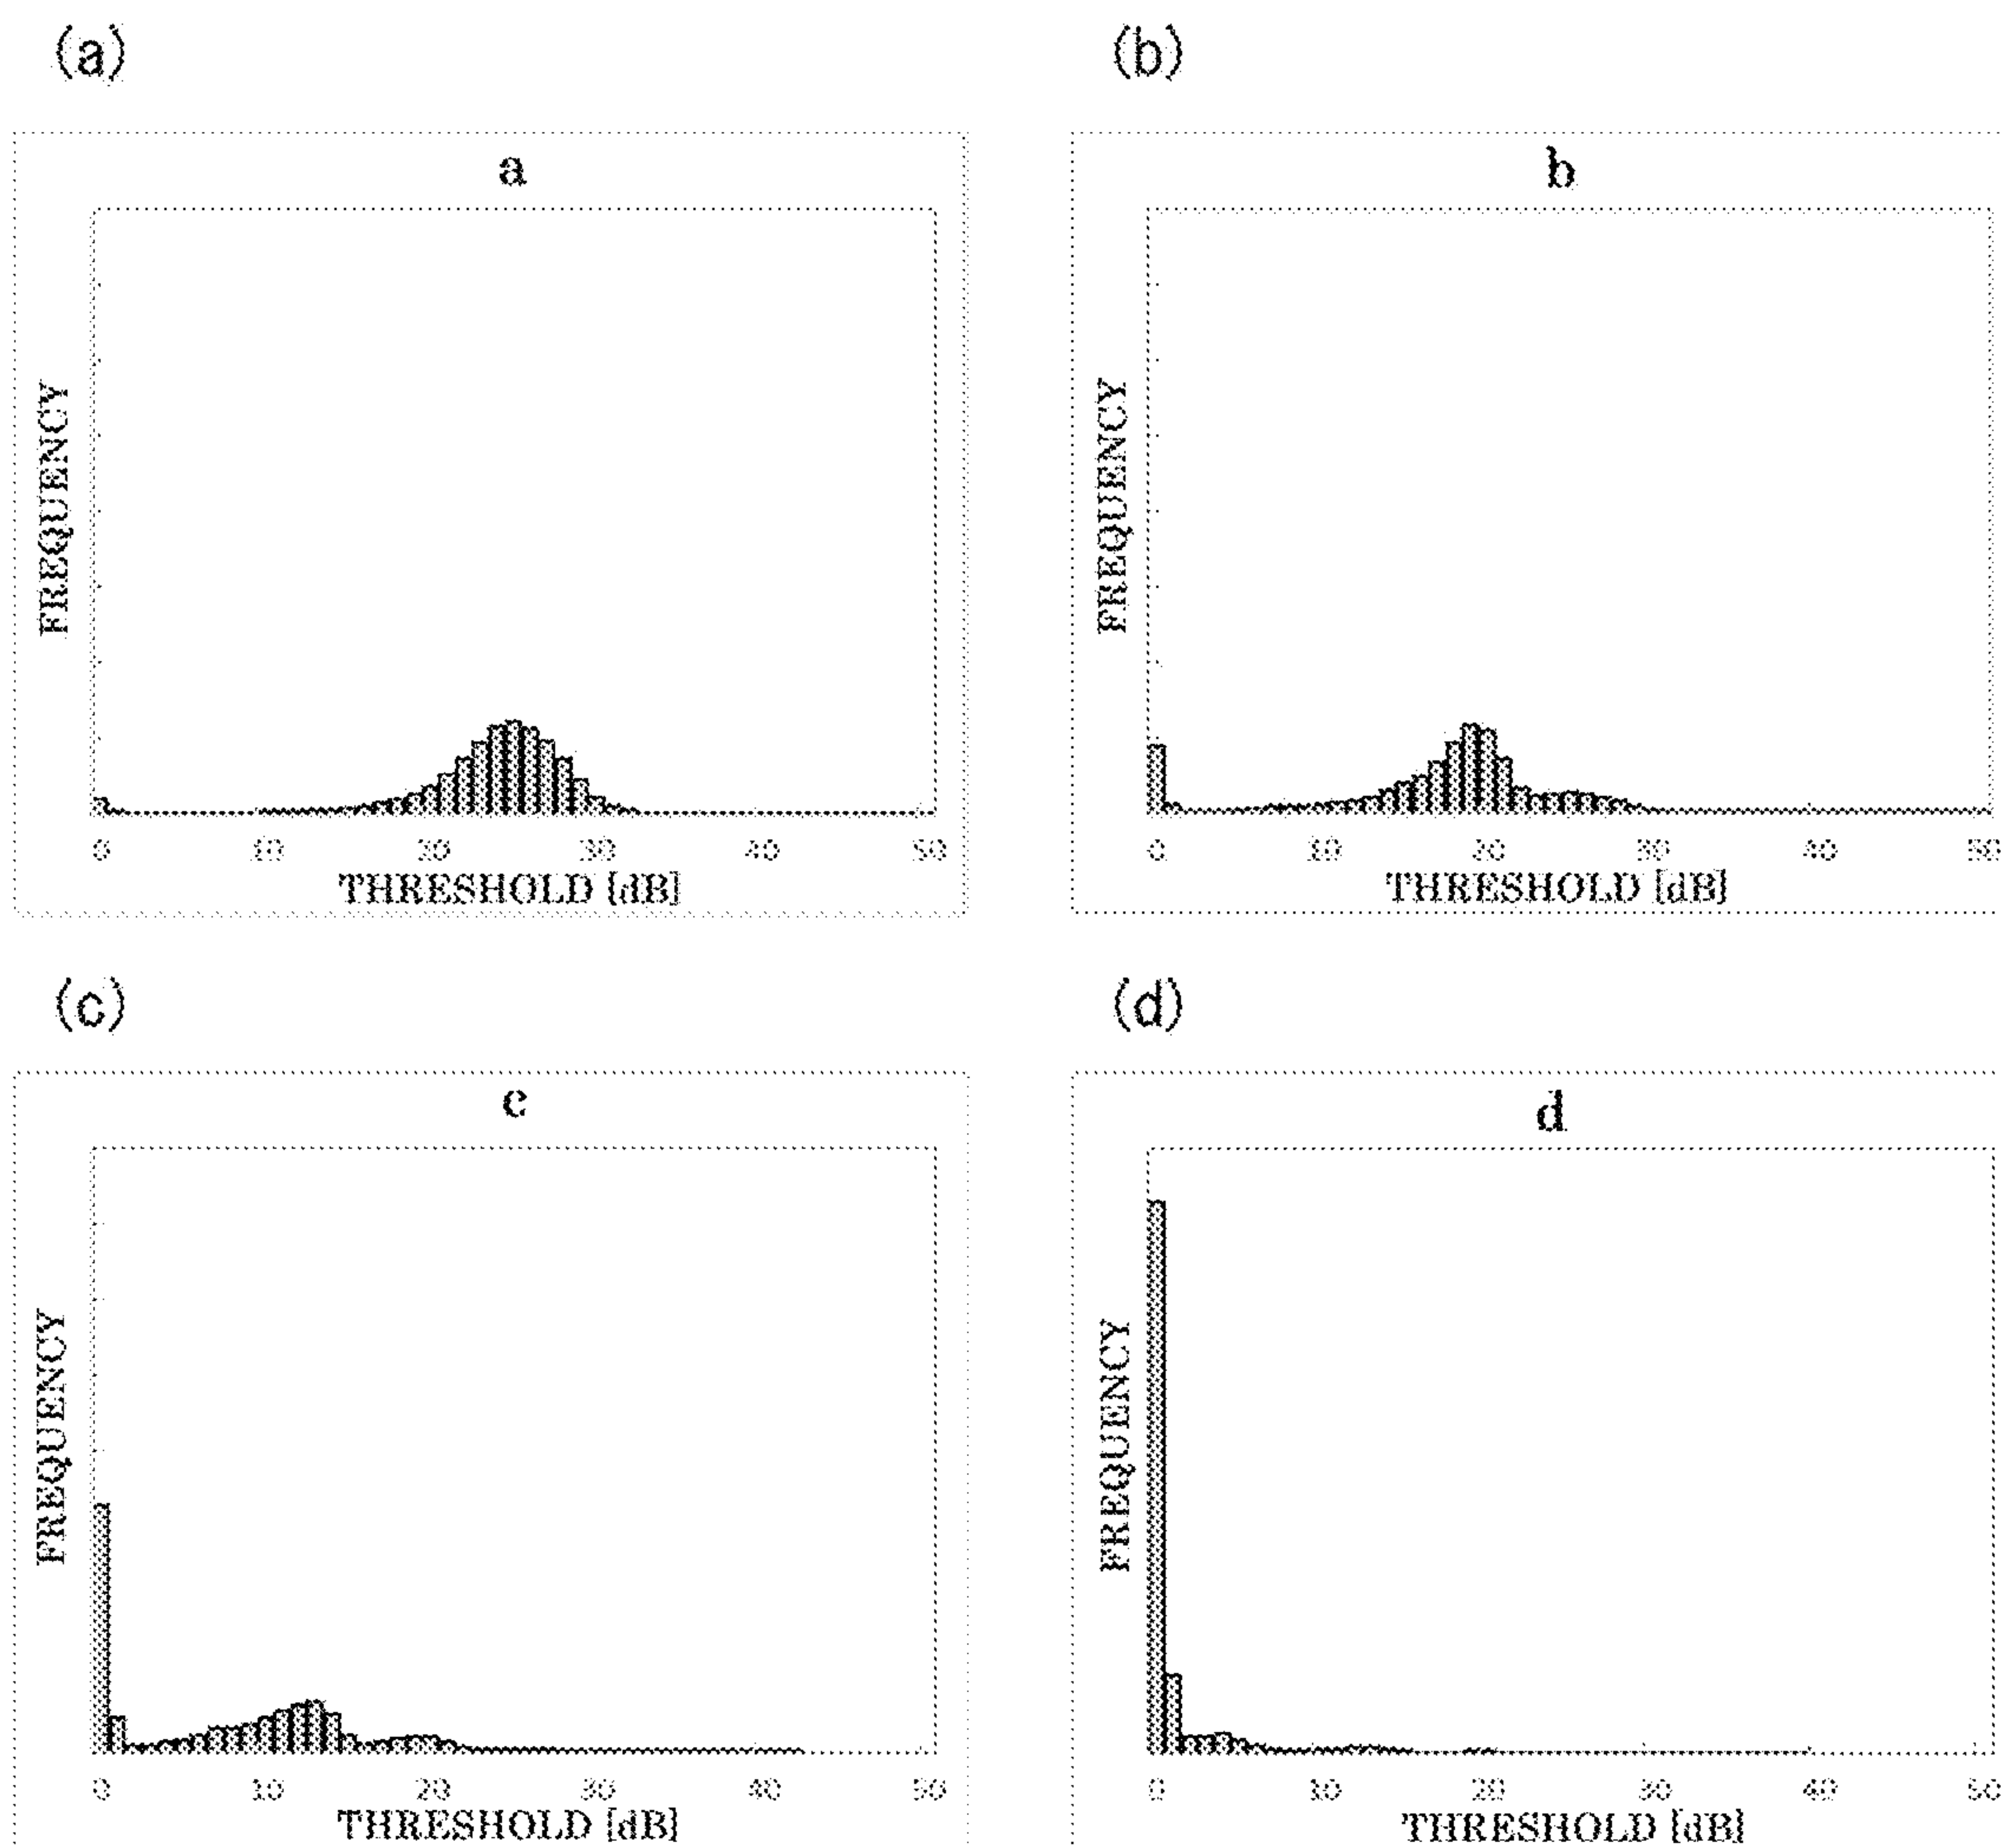 (a)
a
FREQUENCY
0 10 20 30 40 50
THRESHOLD [dB]
(b)
b
FREQUENCY
0 10 20 30 40 50
THRESHOLD [dB]
(c)
c
FREQUENCY
0 10 20 30 40 50
THRESHOLD [dB]
(d)
d
FREQUENCY
0 10 20 30 40 50
THRESHOLD [dB]